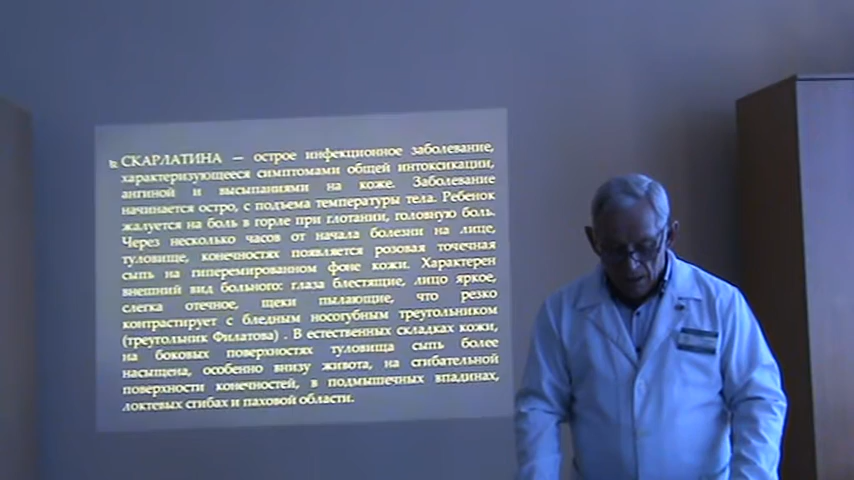 СКАРЛАТИНА — острое инфекционное заболевание,
характеризующееся симптомами общей интоксикации,
ангиной и высыпаниями на коже. Заболевание
начинается остро, с подъема температуры тела. Ребенок
жалуется на боль в горле при глотании, головную боль.
Через несколько часов от начала болезни на лице,
туловище, конечностях появляется розовая точечная
сыпь на гиперемированном фоне кожи. Характерен
внешний вид больного: глаза блестящие, лицо яркое,
слегка отечное, щеки пылающие, что резко
контрастирует с бледным носогубным треугольником
(треугольник Филатова) . В естественных складках кожи,
на боковых поверхностях туловища сыпь более
насыщена, особенно внизу живота, на сгибательной
поверхности конечностей, в подмышечных впадинах,
локтевых сгибах и паховой области.